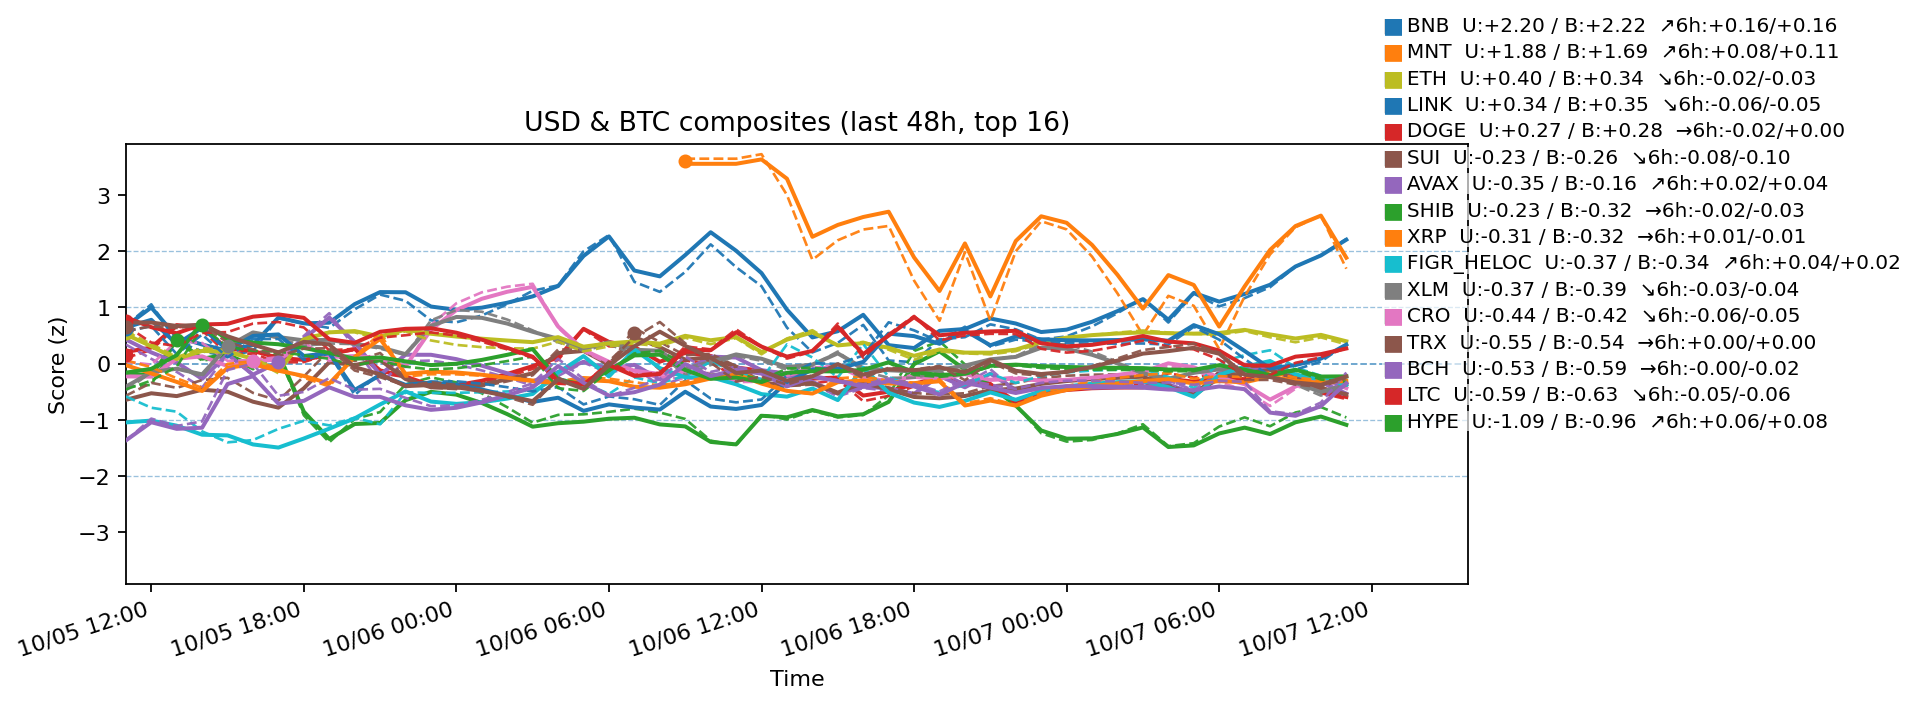 USD & BTC composites (last 48h, top 16)
BNB  U:+2.20 / B:+2.22  ↗6h:+0.16/+0.16
MNT  U:+1.88 / B:+1.69  ↗6h:+0.08/+0.11
ETH  U:+0.40 / B:+0.34  ↘6h:-0.02/-0.03
LINK  U:+0.34 / B:+0.35  ↘6h:-0.06/-0.05
DOGE  U:+0.27 / B:+0.28  →6h:-0.02/+0.00
SUI  U:-0.23 / B:-0.26  ↘6h:-0.08/-0.10
AVAX  U:-0.35 / B:-0.16  ↗6h:+0.02/+0.04
SHIB  U:-0.23 / B:-0.32  →6h:-0.02/-0.03
XRP  U:-0.31 / B:-0.32  →6h:+0.01/-0.01
FIGR_HELOC  U:-0.37 / B:-0.34  ↗6h:+0.04/+0.02
XLM  U:-0.37 / B:-0.39  ↘6h:-0.03/-0.04
CRO  U:-0.44 / B:-0.42  ↘6h:-0.06/-0.05
TRX  U:-0.55 / B:-0.54  →6h:+0.00/+0.00
BCH  U:-0.53 / B:-0.59  →6h:-0.00/-0.02
LTC  U:-0.59 / B:-0.63  ↘6h:-0.05/-0.06
HYPE  U:-1.09 / B:-0.96  ↗6h:+0.06/+0.08
Score (z)
3
2
1
0
−1
−2
−3
10/05 12:00
10/05 18:00
10/06 00:00
10/06 06:00
10/06 12:00
10/06 18:00
10/07 00:00
10/07 06:00
10/07 12:00
Time